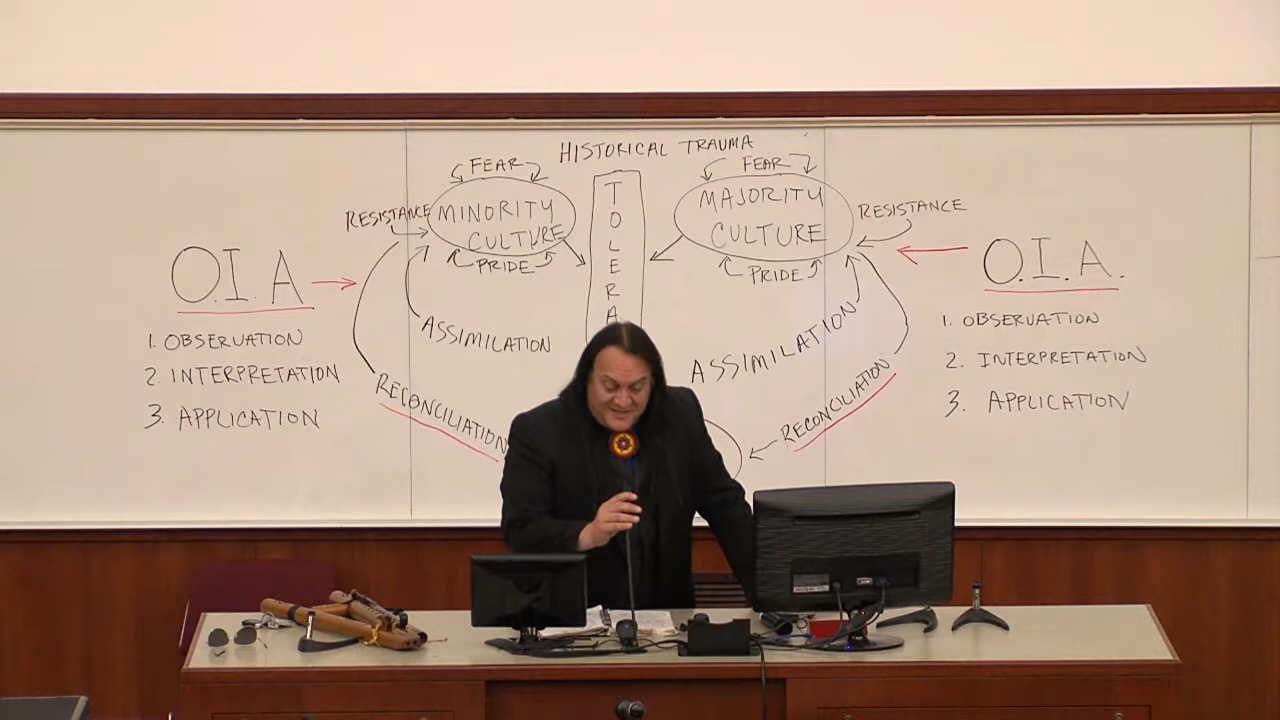 HISTORICAL TRAUMA
FEAR
RESISTANCE
MINORITY
CULTURE
PRIDE
O.I.A
1. OBSERVATION
2. INTERPRETATION
3. APPLICATION
ASSIMILATION
RECONCILIATION
T
O
L
E
R
A
FEAR
MAJORITY
CULTURE
PRIDE
RESISTANCE
ASSIMILATION
RECONCILIATION
O.I.A.
1. OBSERVATION
2. INTERPRETATION
3. APPLICATION